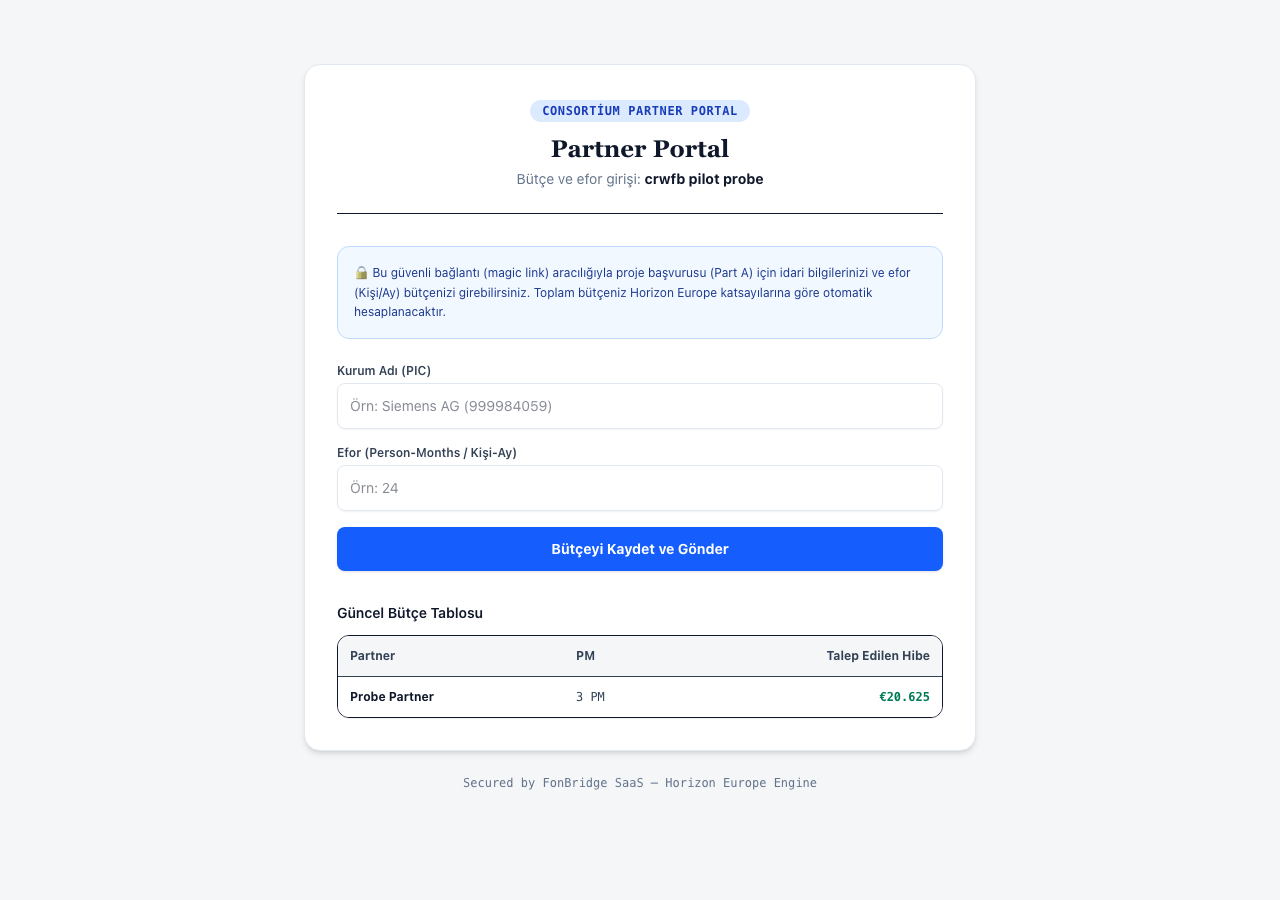 CONSORTİUM PARTNER PORTAL
Partner Portal
Bütçe ve efor girişi: crwfb pilot probe
🔒 Bu güvenli bağlantı (magic link) aracılığıyla proje başvurusu (Part A) için idari bilgilerinizi ve efor
(Kişi/Ay) bütçenizi girebilirsiniz. Toplam bütçeniz Horizon Europe katsayılarına göre otomatik
hesaplanacaktır.
Kurum Adı (PIC)
Örn: Siemens AG (999984059)
Efor (Person-Months / Kişi-Ay)
Örn: 24
Bütçeyi Kaydet ve Gönder
Güncel Bütçe Tablosu
Partner PM Talep Edilen Hibe
Probe Partner 3 PM €20.625
Secured by FonBridge SaaS — Horizon Europe Engine